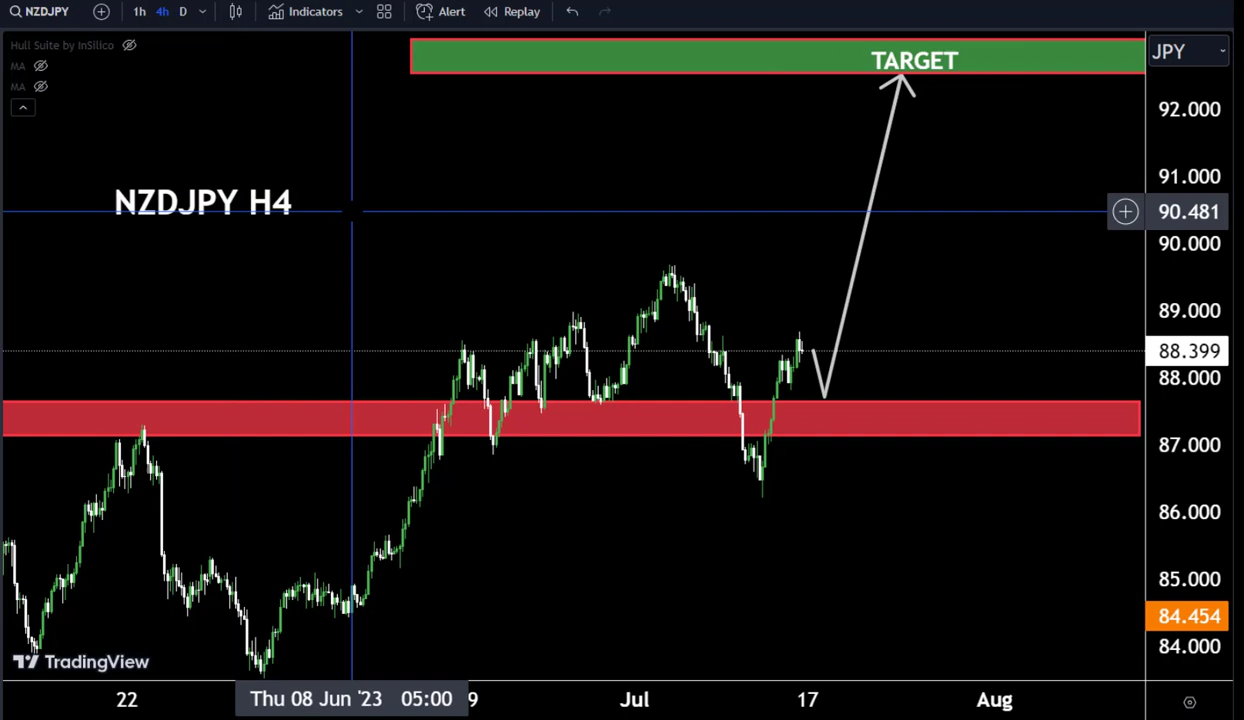 NZDJPY 1h 4h D Indicators Alert Replay
Hull Suite by InSilico
MA
MA
JPY
TARGET
92.000
91.000
NZDJPY H4
90.481
90.000
89.000
88.399
88.000
87.000
86.000
85.000
84.454
84.000
TradingView
22 Thu 08 Jun '23 05:00 9 Jul 17 Aug